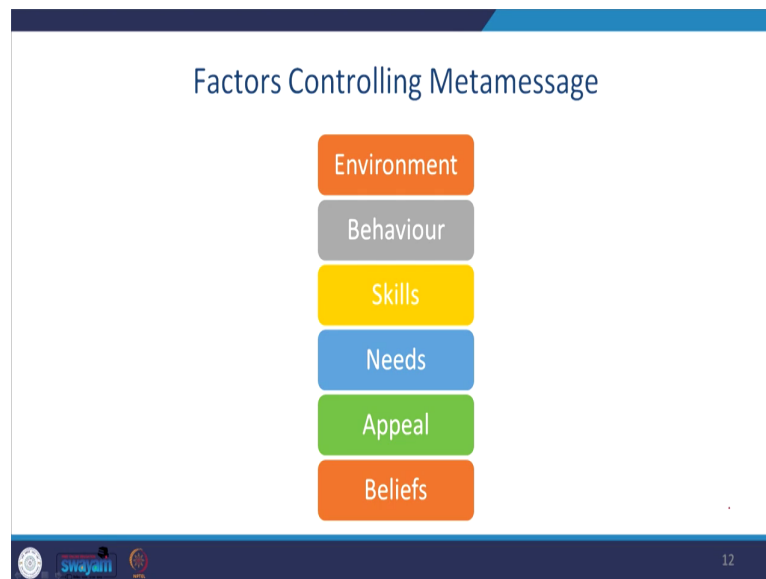 Factors Controlling Metamessage
Environment
Behaviour
Skills
Needs
Appeal
Beliefs
swayam
12